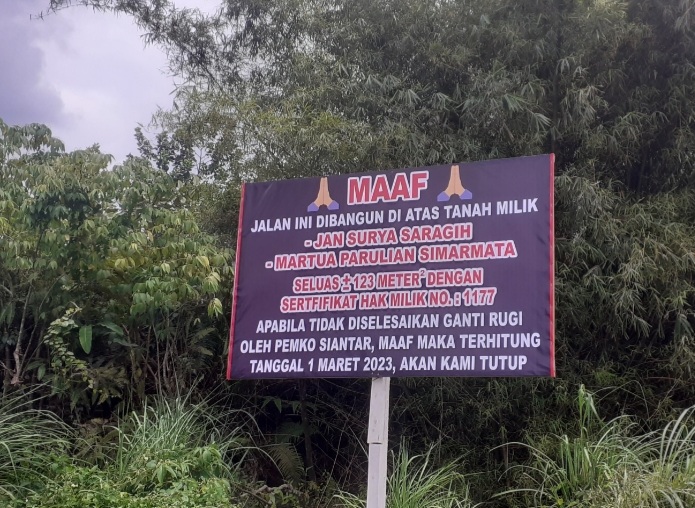 MAAF
JALAN INI DIBANGUN DI ATAS TANAH MILIK
- JAN SURYA SARAGIH
- MARTUA PARULIAN SIMARMATA
SELUAS ± 123 METER² DENGAN
SERTFIFIKAT HAK MILIK NO. : 1177
APABILA TIDAK DISELESAIKAN GANTI RUGI
OLEH PEMKO SIANTAR, MAAF MAKA TERHITUNG
TANGGAL 1 MARET 2023, AKAN KAMI TUTUP